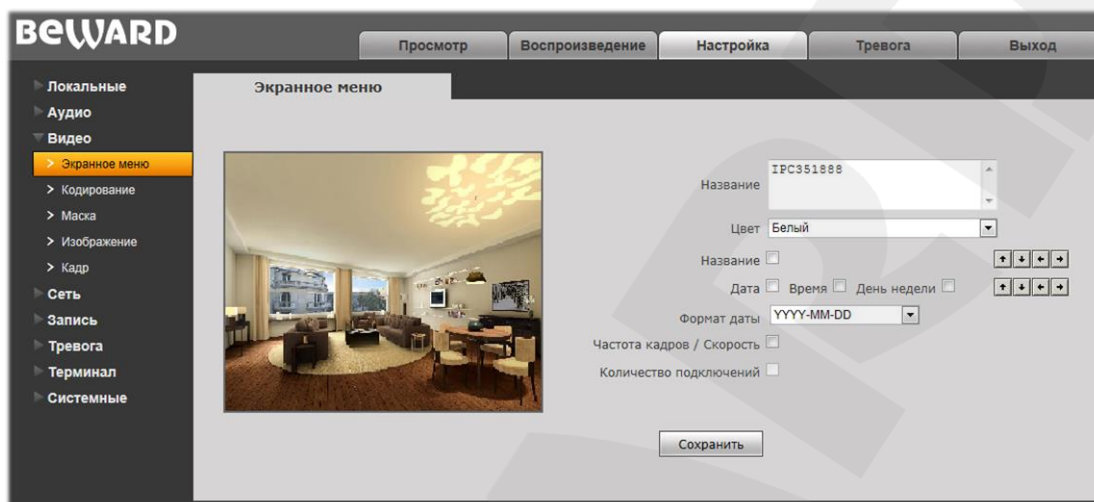 BEWARD
Просмотр Воспроизведение Настройка Тревога Выход
Локальные
Аудио
Видео
Экранное меню
Кодирование
Маска
Изображение
Кадр
Сеть
Запись
Тревога
Терминал
Системные
Экранное меню
Название IPC351888
Цвет Белый
Название
Дата Время День недели
Формат даты YYYY-MM-DD
Частота кадров / Скорость
Количество подключений
Сохранить